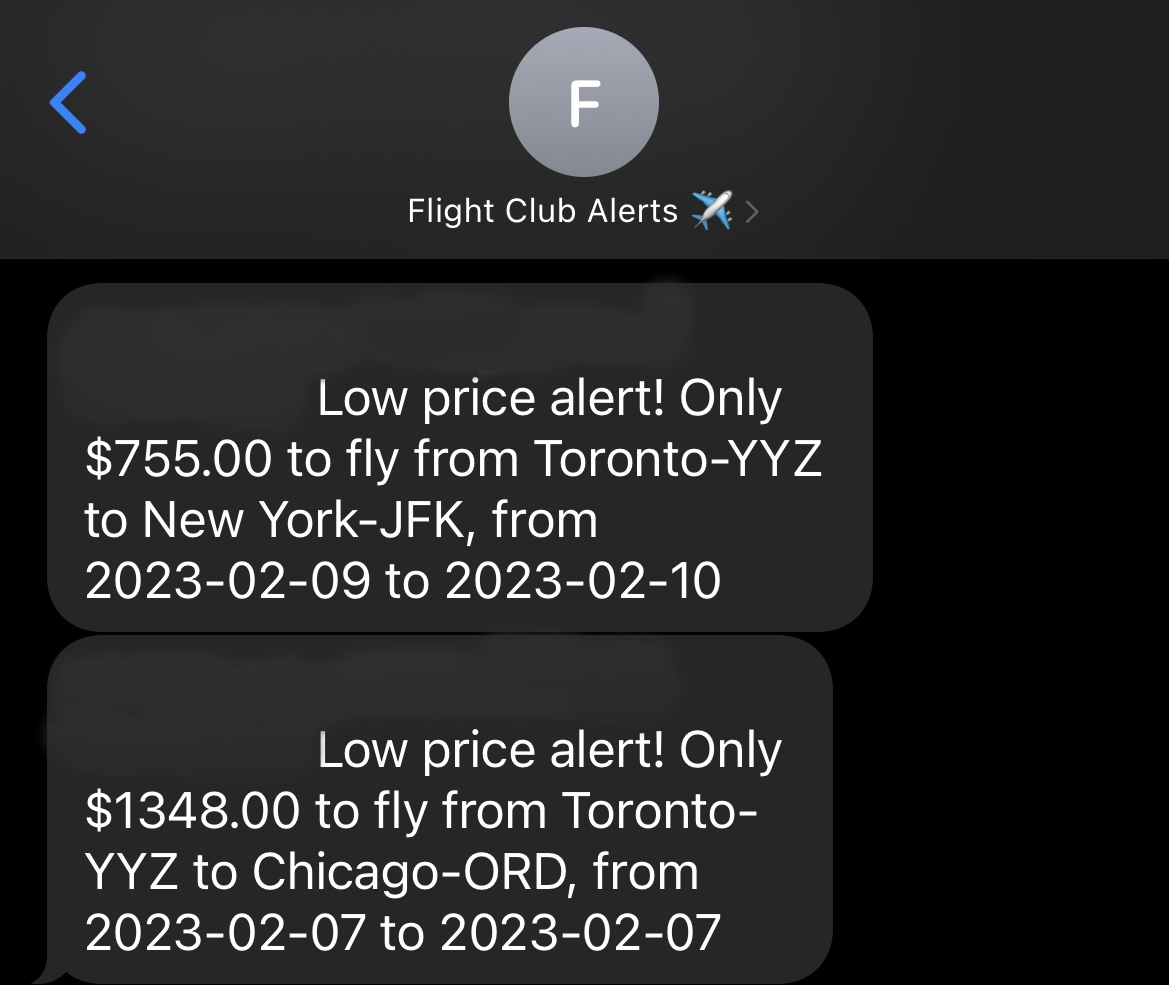 F
Flight Club Alerts ✈️
Low price alert! Only
$755.00 to fly from Toronto-YYZ
to New York-JFK, from
2023-02-09 to 2023-02-10
Low price alert! Only
$1348.00 to fly from Toronto-
YYZ to Chicago-ORD, from
2023-02-07 to 2023-02-07